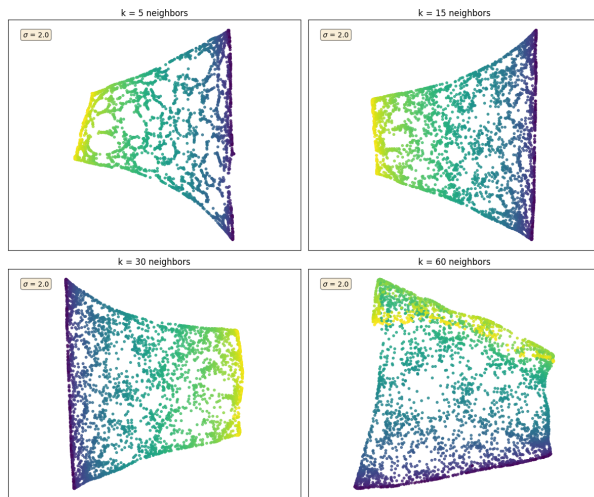 k = 5 neighbors
σ = 2.0
k = 15 neighbors
σ = 2.0
k = 30 neighbors
σ = 2.0
k = 60 neighbors
σ = 2.0